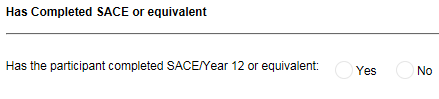 Has Completed SACE or equivalent
Has the participant completed SACE/Year 12 or equivalent: Yes No